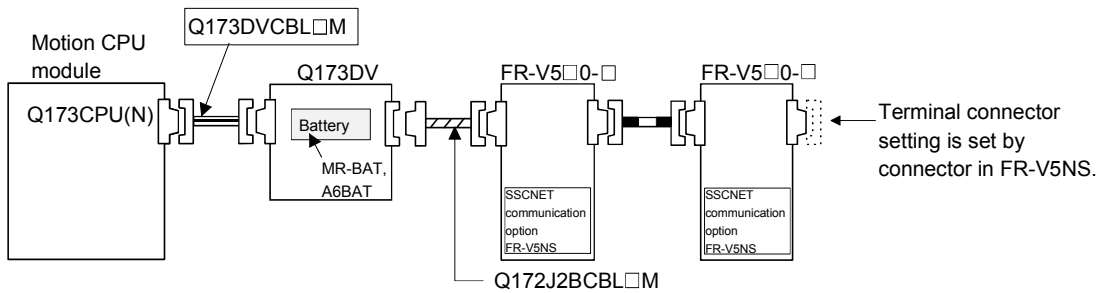 Q173DVCBL□M
Motion CPU
module
Q173CPU(N)
Q173DV
Battery
MR-BAT,
A6BAT
FR-V5□0-□
SSCNET
communication
option
FR-V5NS
FR-V5□0-□
SSCNET
communication
option
FR-V5NS
Terminal connector
setting is set by
connector in FR-V5NS.
Q172J2BCBL□M